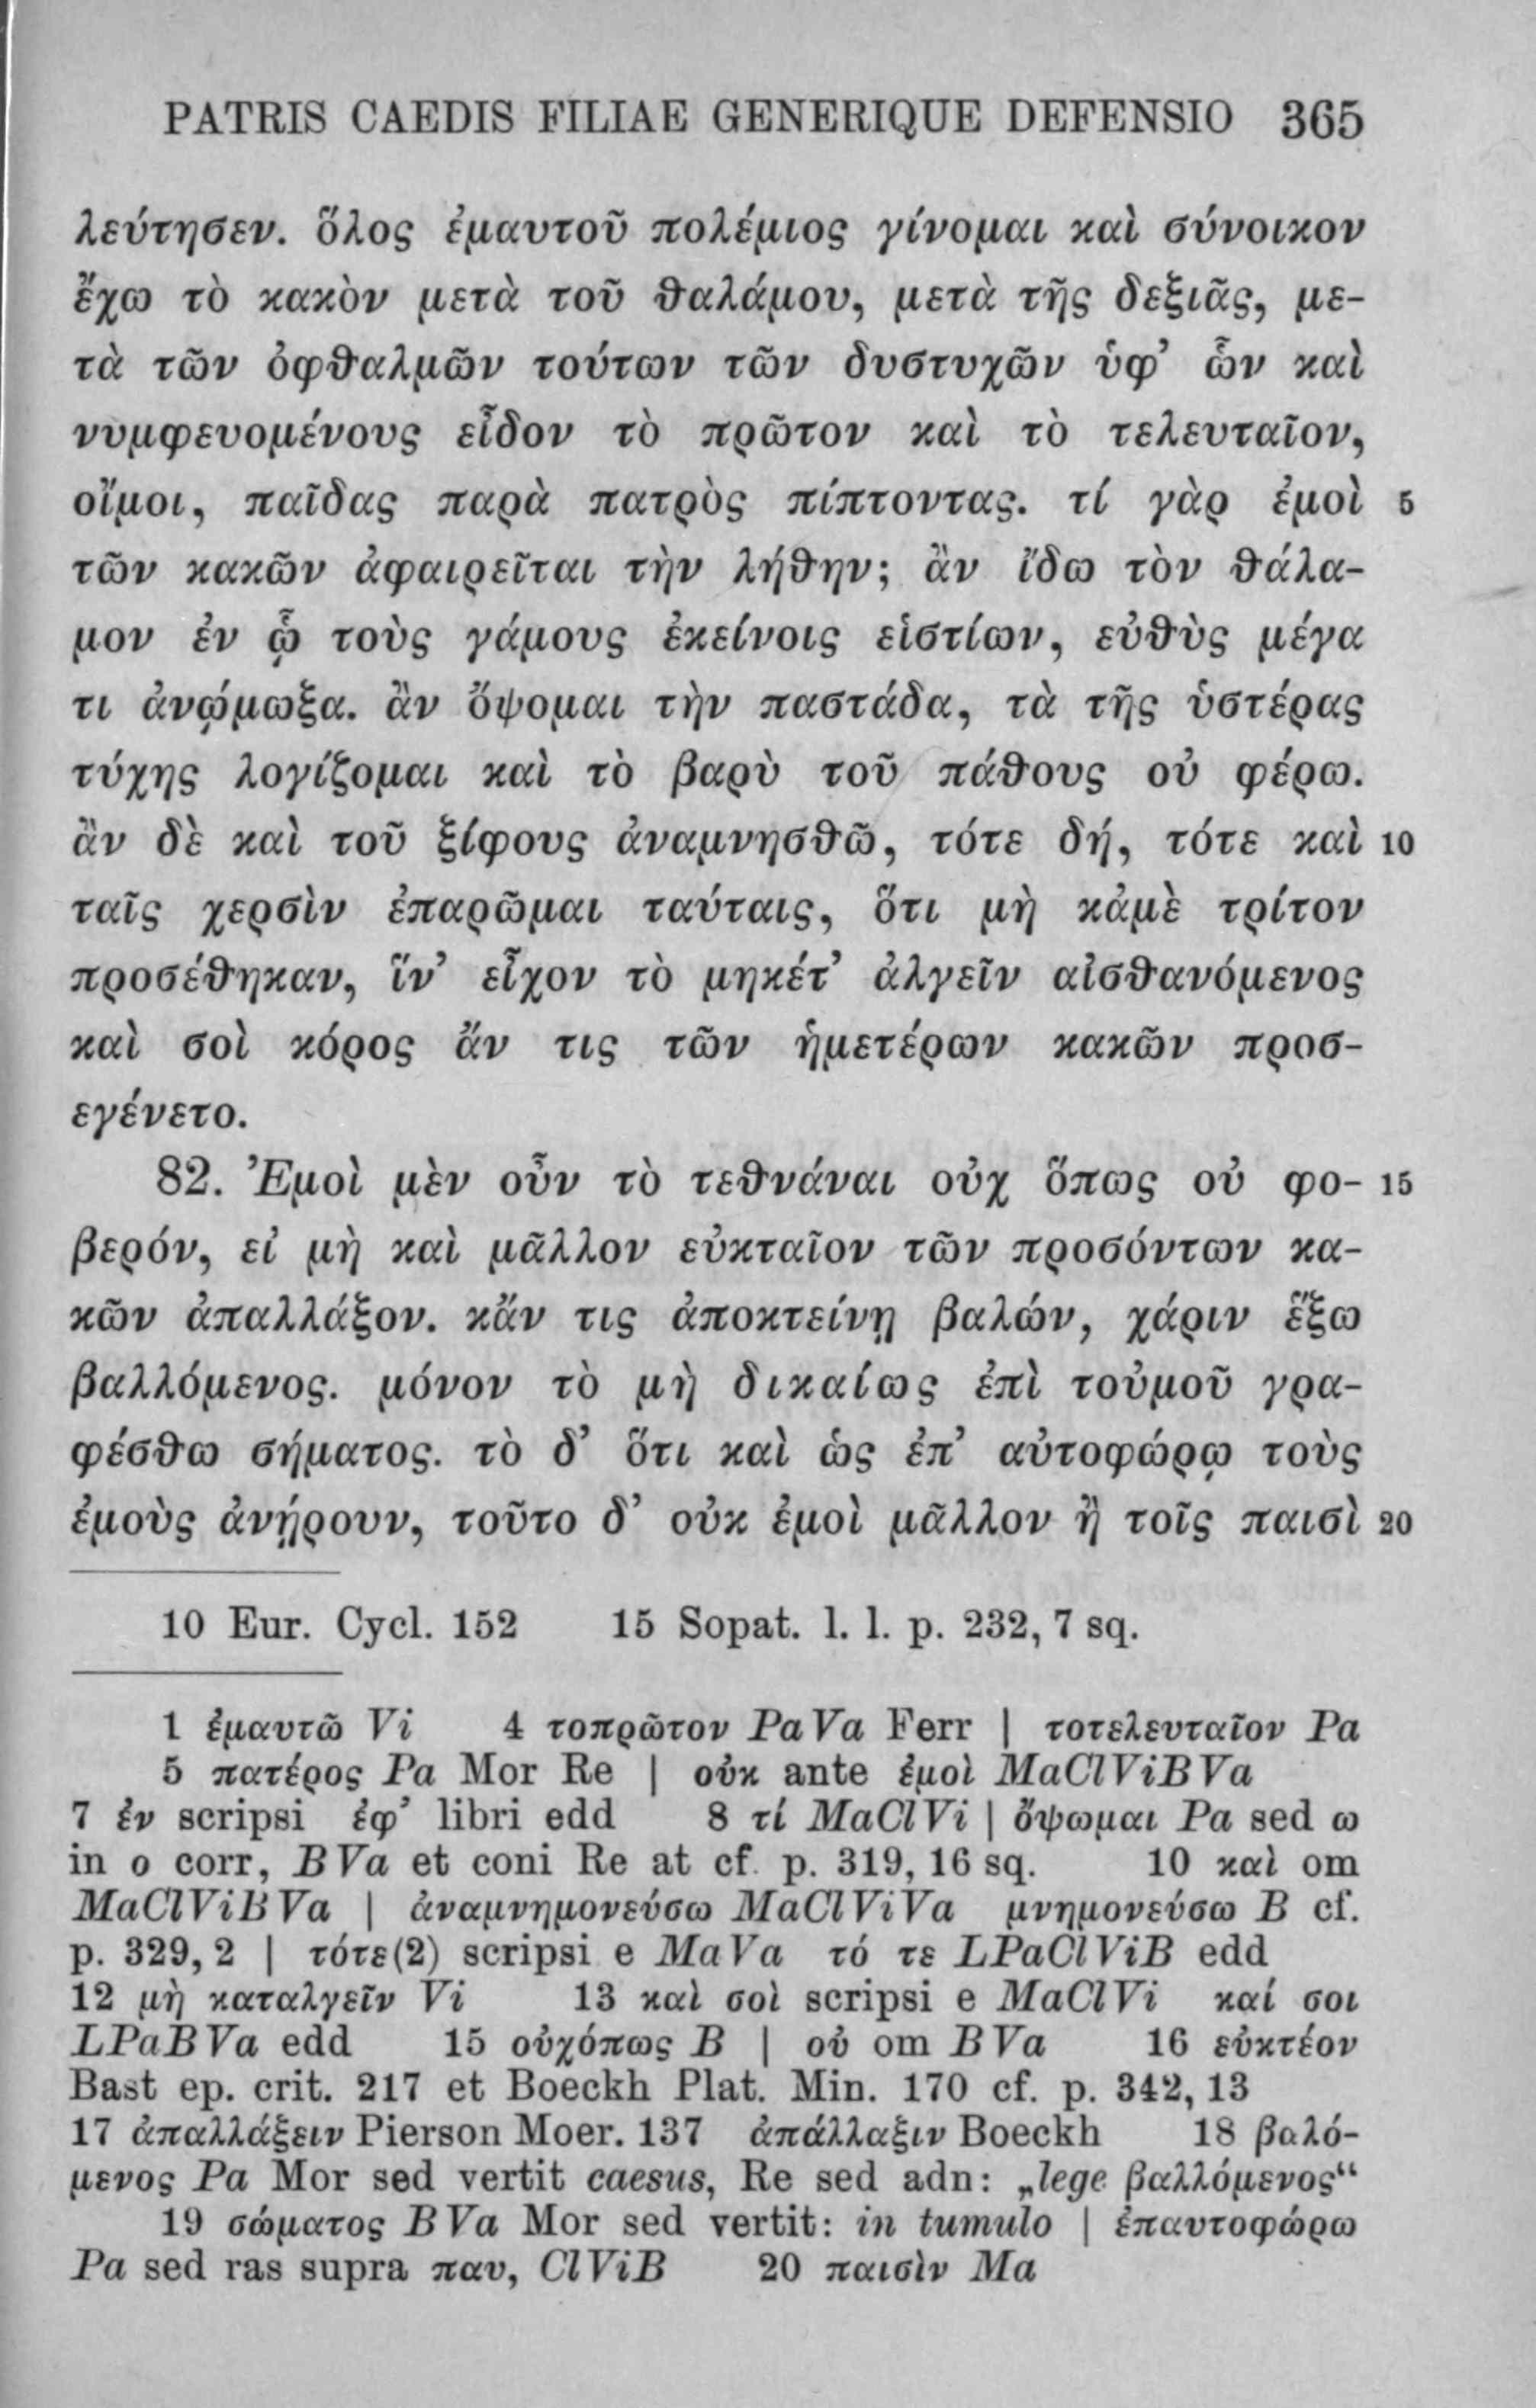 PATRIS CAEDIS FILIAE GENERIQUE DEFENSIO 365
λεύτησεν. ὅλος ἐμαυτοῦ πολέμιος γίνομαι καὶ σύνοικον
ἔχω τὸ κακὸν μετὰ τοῦ θαλάμου, μετὰ τῆς δεξιᾶς, με-
τὰ τῶν ὀφθαλμῶν τούτων τῶν δυστυχῶν ὑφ’ ὧν καὶ
νυμφευομένους εἶδον τὸ πρῶτον καὶ τὸ τελευταῖον,
οἴμοι, παῖδας παρὰ πατρὸς πίπτοντας. τί γὰρ ἐμοὶ 5
τῶν κακῶν ἀφαιρεῖται τὴν λήθην; ἂν ἴδω τὸν θάλα-
μον ἐν ᾧ τοὺς γάμους ἐκείνοις εἱστίων, εὐθὺς μέγα
τι ἀνῴμωξα. ἂν ὄψομαι τὴν παστάδα, τὰ τῆς ὑστέρας
τύχης λογίζομαι καὶ τὸ βαρὺ τοῦ πάθους οὐ φέρω.
ἂν δὲ καὶ τοῦ ξίφους ἀναμνησθῶ, τότε δή, τότε καὶ 10
ταῖς χερσὶν ἐπαρῶμαι ταύταις, ὅτι μὴ κἀμὲ τρίτον
προσέθηκαν, ἵν’ εἶχον τὸ μηκέτ’ ἀλγεῖν αἰσθανόμενος
καὶ σοὶ κόρος ἄν τις τῶν ἡμετέρων κακῶν προσ-
εγένετο.
82. Ἐμοὶ μὲν οὖν τὸ τεθνάναι οὐχ ὅπως οὐ φο- 15
βερόν, εἰ μὴ καὶ μᾶλλον εὐκταῖον τῶν προσόντων κα-
κῶν ἀπαλλάξον. κἄν τις ἀποκτείνῃ βαλών, χάριν ἕξω
βαλλόμενος. μόνον τὸ μὴ δικαίως ἐπὶ τοὐμοῦ γρα-
φέσθω σήματος. τὸ δ’ ὅτι καὶ ὡς ἐπ’ αὐτοφώρῳ τοὺς
ἐμοὺς ἀνῄρουν, τοῦτο δ’ οὐκ ἐμοὶ μᾶλλον ἢ τοῖς παισὶ 20
10 Eur. Cycl. 152 15 Sopat. l. l. p. 232, 7 sq.
1 ἐμαυτῶ Vi 4 τοπρῶτον PaVa Ferr | τοτελευταῖον Pa
5 πατέρος Pa Mor Re | οὐκ ante ἐμοὶ MaClViBVa
7 ἐν scripsi ἐφ’ libri edd 8 τί MaClVi | ὄψωμαι Pa sed ω
in ο corr, BVa et coni Re at cf. p. 319, 16 sq. 10 καὶ om
MaClViBVa | ἀναμνημονεύσω MaClViVa μνημονεύσω B cf.
p. 329, 2 | τότε(2) scripsi e MaVa τό τε LPaClViB edd
12 μὴ καταλγεῖν Vi 13 καὶ σοὶ scripsi e MaClVi καί σοι
LPaBVa edd 15 οὐχόπως B | οὐ om BVa 16 εὐκτέον
Bast ep. crit. 217 et Boeckh Plat. Min. 170 cf. p. 342, 13
17 ἀπαλλάξειν Pierson Moer. 137 ἀπάλλαξιν Boeckh 18 βαλό-
μενος Pa Mor sed vertit caesus, Re sed adn: „lege βαλλόμενος“
19 σώματος BVa Mor sed vertit: in tumulo | ἐπαυτοφώρω
Pa sed ras supra παυ, ClViB 20 παισὶν Ma